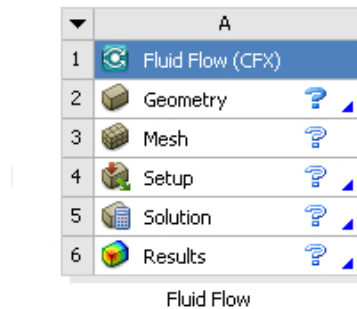 A
1 Fluid Flow (CFX)
2 Geometry ?
3 Mesh ?
4 Setup ?
5 Solution ?
6 Results ?
Fluid Flow